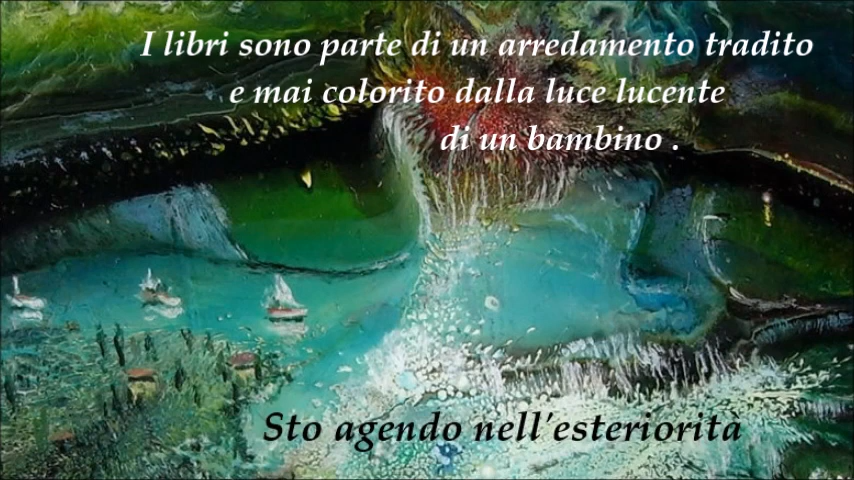 I libri sono parte di un arredamento tradito
e mai colorito dalla luce lucente
di un bambino .
Sto agendo nell'esteriorità